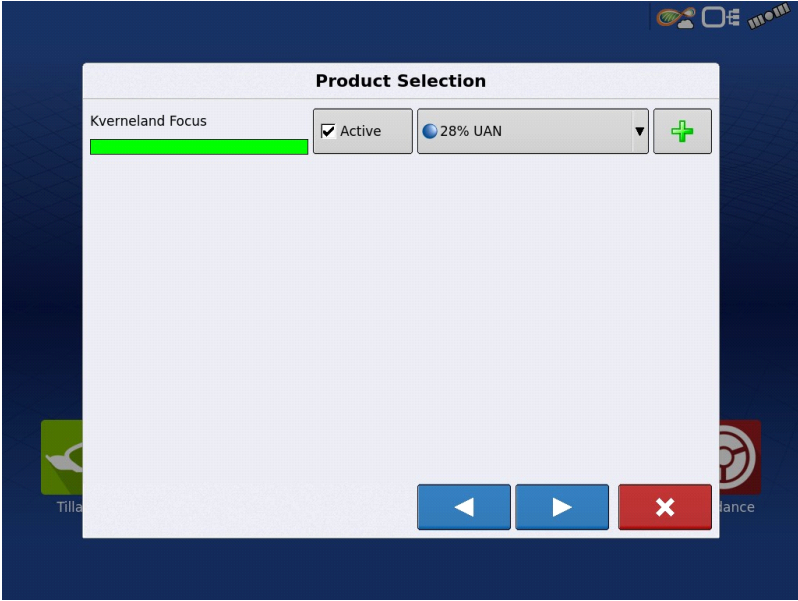 Product Selection
Kverneland Focus
Active
28% UAN
Tilla
dance